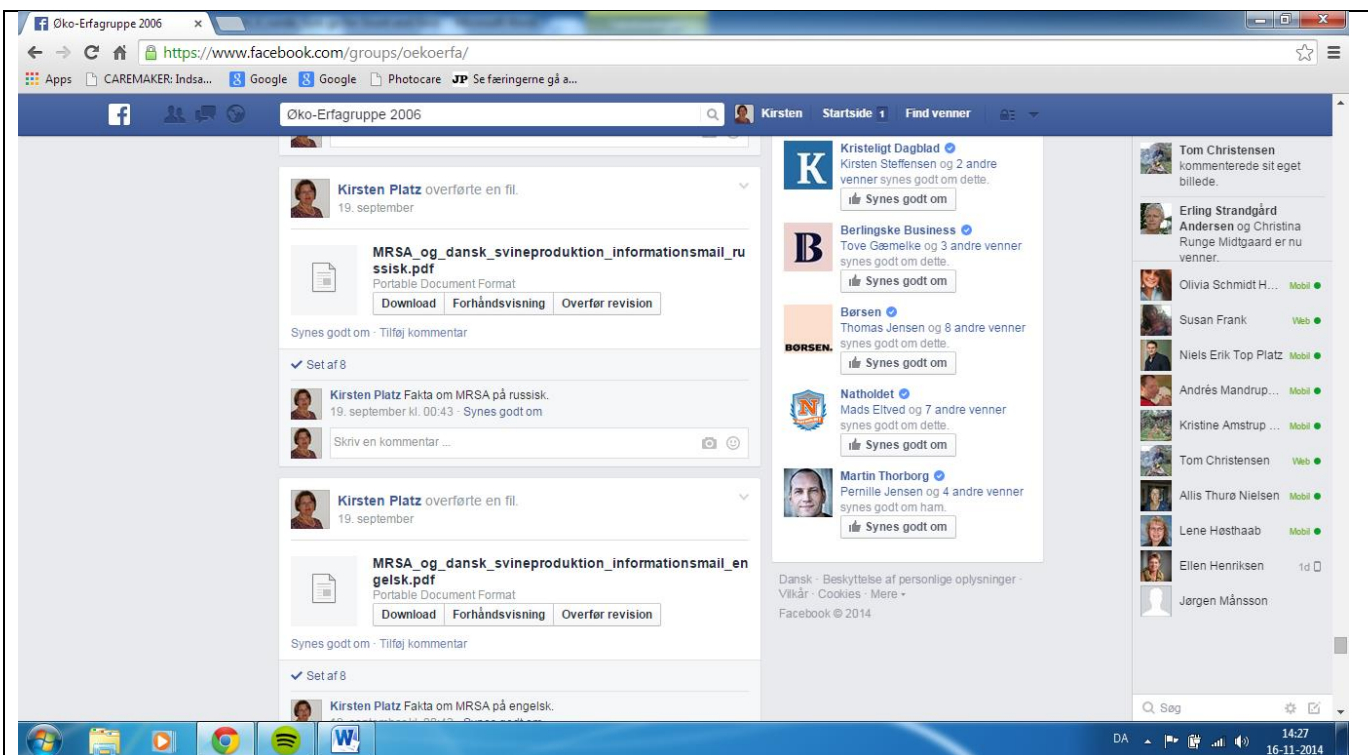 Øko-Erfagruppe 2006
https://www.facebook.com/groups/oekoerfa/
Apps CAREMAKER: Indsa... Google Google Photocare JP Se færingerne gå a...
Øko-Erfagruppe 2006
Kirsten Startside 1 Find venner
Kirsten Platz overførte en fil.
19. september
MRSA_og_dansk_svineproduktion_informationsmail_ru
ssisk.pdf
Portable Document Format
Download Forhåndsvisning Overfør revision
Synes godt om · Tilføj kommentar
Set af 8
Kirsten Platz Fakta om MRSA på russisk.
19. september kl. 00:43 · Synes godt om
Skriv en kommentar ...
Kirsten Platz overførte en fil.
19. september
MRSA_og_dansk_svineproduktion_informationsmail_en
gelsk.pdf
Portable Document Format
Download Forhåndsvisning Overfør revision
Synes godt om · Tilføj kommentar
Set af 8
Kirsten Platz Fakta om MRSA på engelsk.
K
Kristeligt Dagblad
Kirsten Steffensen og 2 andre
venner synes godt om dette.
Synes godt om
B
Berlingske Business
Tove Gæmelke og 3 andre venner
synes godt om dette.
Synes godt om
BØRSEN.
Børsen
Thomas Jensen og 8 andre venner
synes godt om dette.
Synes godt om
N
Natholdet
Mads Eltved og 7 andre venner
synes godt om dette.
Synes godt om
Martin Thorborg
Pernille Jensen og 4 andre venner
synes godt om ham.
Synes godt om
Dansk · Beskyttelse af personlige oplysninger ·
Vilkår · Cookies · Mere
Facebook © 2014
Tom Christensen
kommenterede sit eget
billede.
Erling Strandgård
Andersen og Christina
Runge Midtgaard er nu
venner.
Olivia Schmidt H... Mobil
Susan Frank Web
Niels Erik Top Platz Mobil
Andrés Mandrup... Mobil
Kristine Amstrup ... Mobil
Tom Christensen Web
Allis Thurø Nielsen Mobil
Lene Høsthaab Mobil
Ellen Henriksen 1d
Jørgen Månsson
Søg
W
DA
14:27
16-11-2014